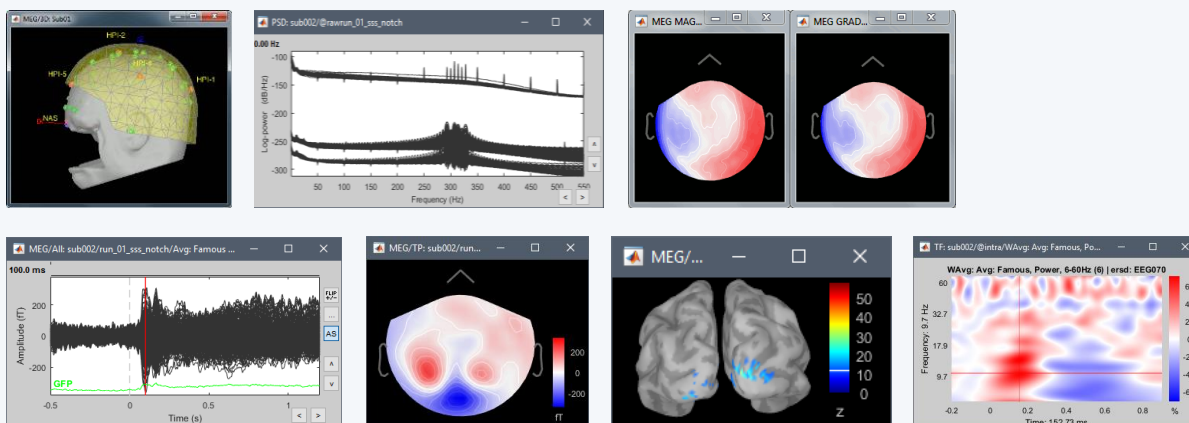 MEG/3D: Sub01
HPI-2
HPI-4
HPI-5
HPI-1
NAS
PSD: sub002/@rawrun_01_sss_notch
0.00 Hz
-100
-150
-200
-250
-300
Log-power (dB/Hz)
50 100 150 200 250 300 350 400 450 500 550
Frequency (Hz)
MEG MAG...
MEG GRAD...
MEG/All: sub002/run_01_sss_notch/Avg: Famous ...
100.0 ms
200
0
-200
Amplitude (fT)
GFP
-0.5 0 0.5 1
Time (s)
FLIP
+/-
...
AS
MEG/TP: sub002/run...
200
0
-200
fT
MEG/...
50
40
30
20
10
0
z
TF: sub002/@intra/WAvg: Avg: Famous, Po...
WAvg: Avg: Famous, Power, 6-60Hz (6) | ersd: EEG070
60
32.7
17.9
9.7
Frequency: 9.7 Hz
-0.2 0 0.2 0.4 0.6 0.8
Time: 152.73 ms
%